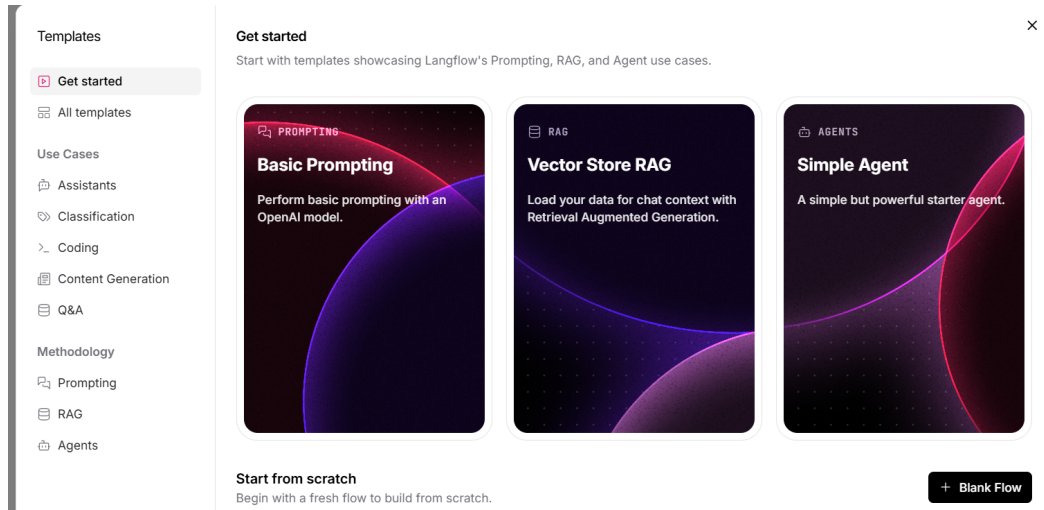 Templates
Get started
All templates
Use Cases
Assistants
Classification
Coding
Content Generation
Q&A
Methodology
Prompting
RAG
Agents
Get started
Start with templates showcasing Langflow's Prompting, RAG, and Agent use cases.
PROMPTING
Basic Prompting
Perform basic prompting with an
OpenAI model.
RAG
Vector Store RAG
Load your data for chat context with
Retrieval Augmented Generation.
AGENTS
Simple Agent
A simple but powerful starter agent.
Start from scratch
Begin with a fresh flow to build from scratch.
+ Blank Flow